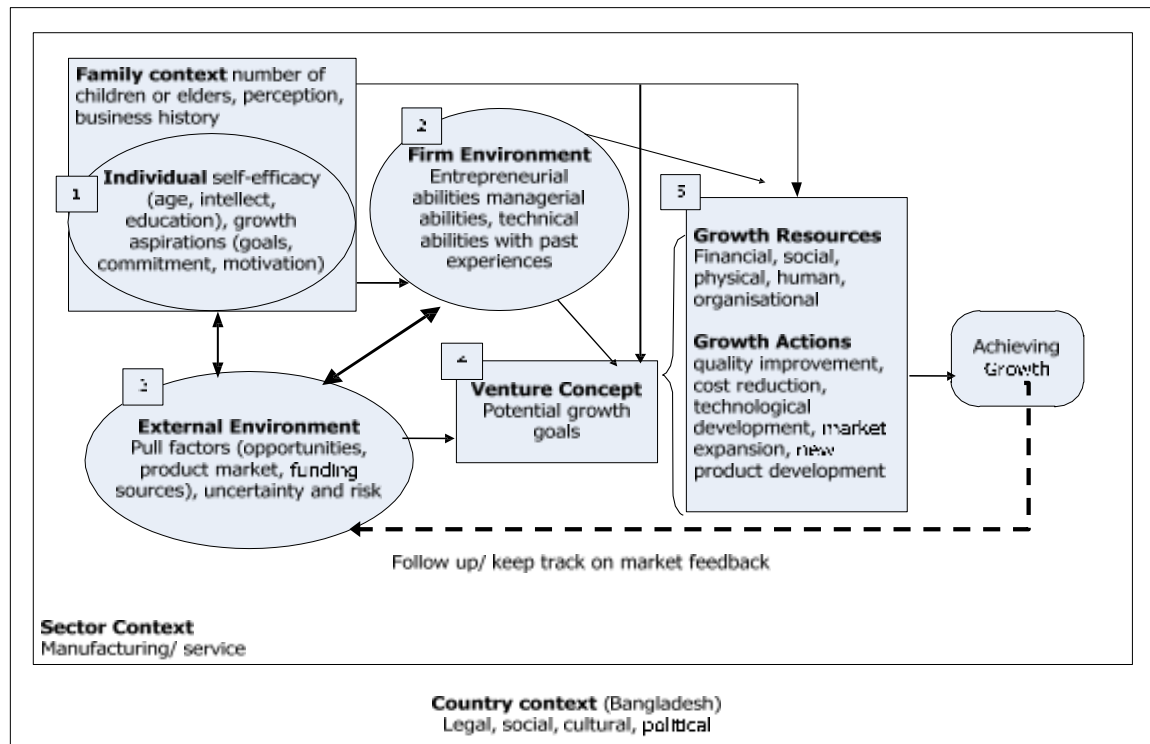 Family context number of
children or elders, perception,
business history
1
Individual self-efficacy
(age, intellect,
education), growth
aspirations (goals,
commitment, motivation)
2
Firm Environment
Entrepreneurial
abilities managerial
abilities, technical
abilities with past
experiences
3
External Environment
Pull factors (opportunities,
product market, funding
sources), uncertainty and risk
4
Venture Concept
Potential growth
goals
5
Growth Resources
Financial, social,
physical, human,
organisational
Growth Actions
quality improvement,
cost reduction,
technological
development, market
expansion, new
product development
Achieving
Growth
Follow up/ keep track on market feedback
Sector Context
Manufacturing/ service
Country context (Bangladesh)
Legal, social, cultural, political